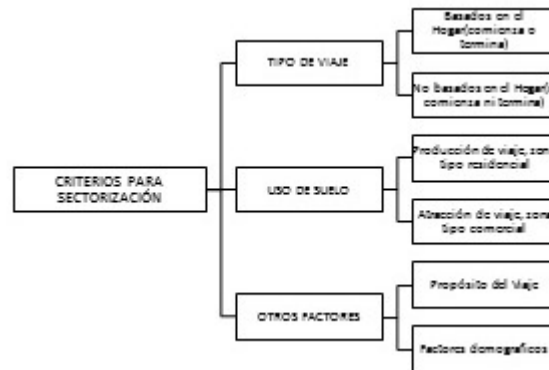 CRITERIOS PARA
SECTORIZACIÓN
TIPO DE VIAJE
Basados en el
Hogar(comienza o
termina)
No basados en el Hogar(
comienza ni termina)
USO DE SUELO
Producción de viaje, zona
tipo residencial
Atracción de viaje, zona
tipo comercial
OTROS FACTORES
Propósito del Viaje
Factores demograficos